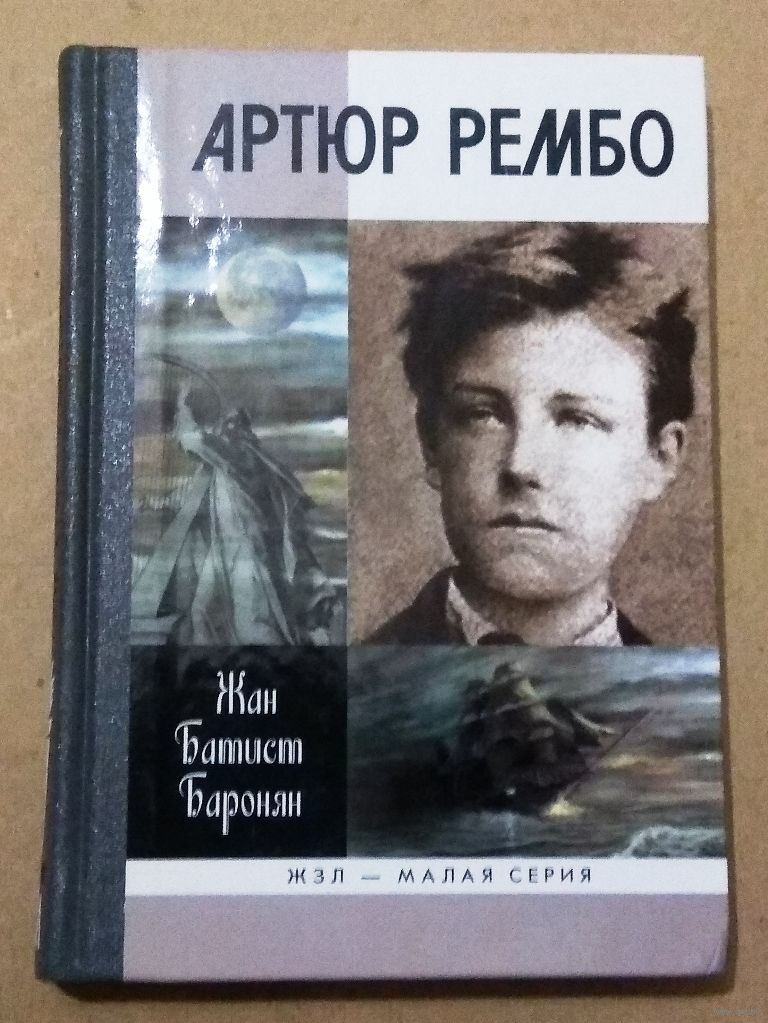 АРТЮР РЕМБО
Жан
Батист
Баронян
ЖЗЛ — МАЛАЯ СЕРИЯ